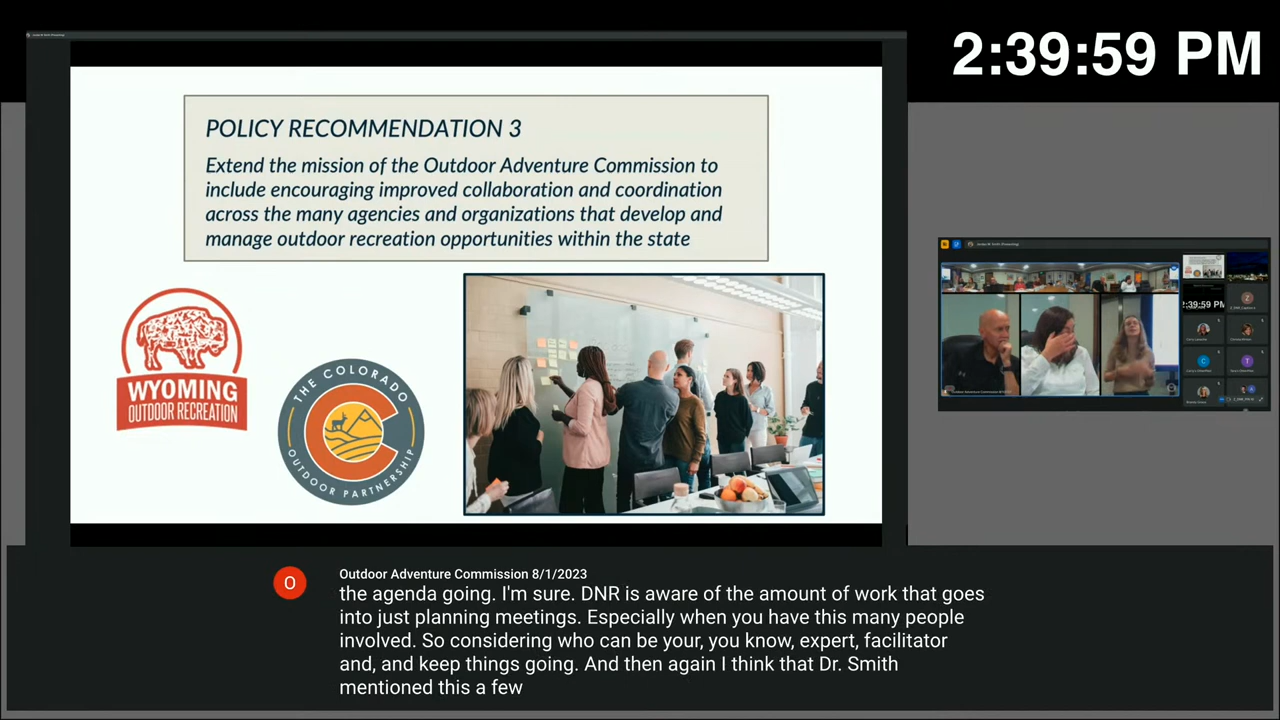 2:39:59 PM
POLICY RECOMMENDATION 3
Extend the mission of the Outdoor Adventure Commission to
include encouraging improved collaboration and coordination
across the many agencies and organizations that develop and
manage outdoor recreation opportunities within the state
WYOMING
OUTDOOR RECREATION
THE COLORADO
OUTDOOR PARTNERSHIP
C
:39:59 PM
O
Outdoor Adventure Commission 8/1/2023
the agenda going. I'm sure. DNR is aware of the amount of work that goes
into just planning meetings. Especially when you have this many people
involved. So considering who can be your, you know, expert, facilitator
and, and keep things going. And then again I think that Dr. Smith
mentioned this a few